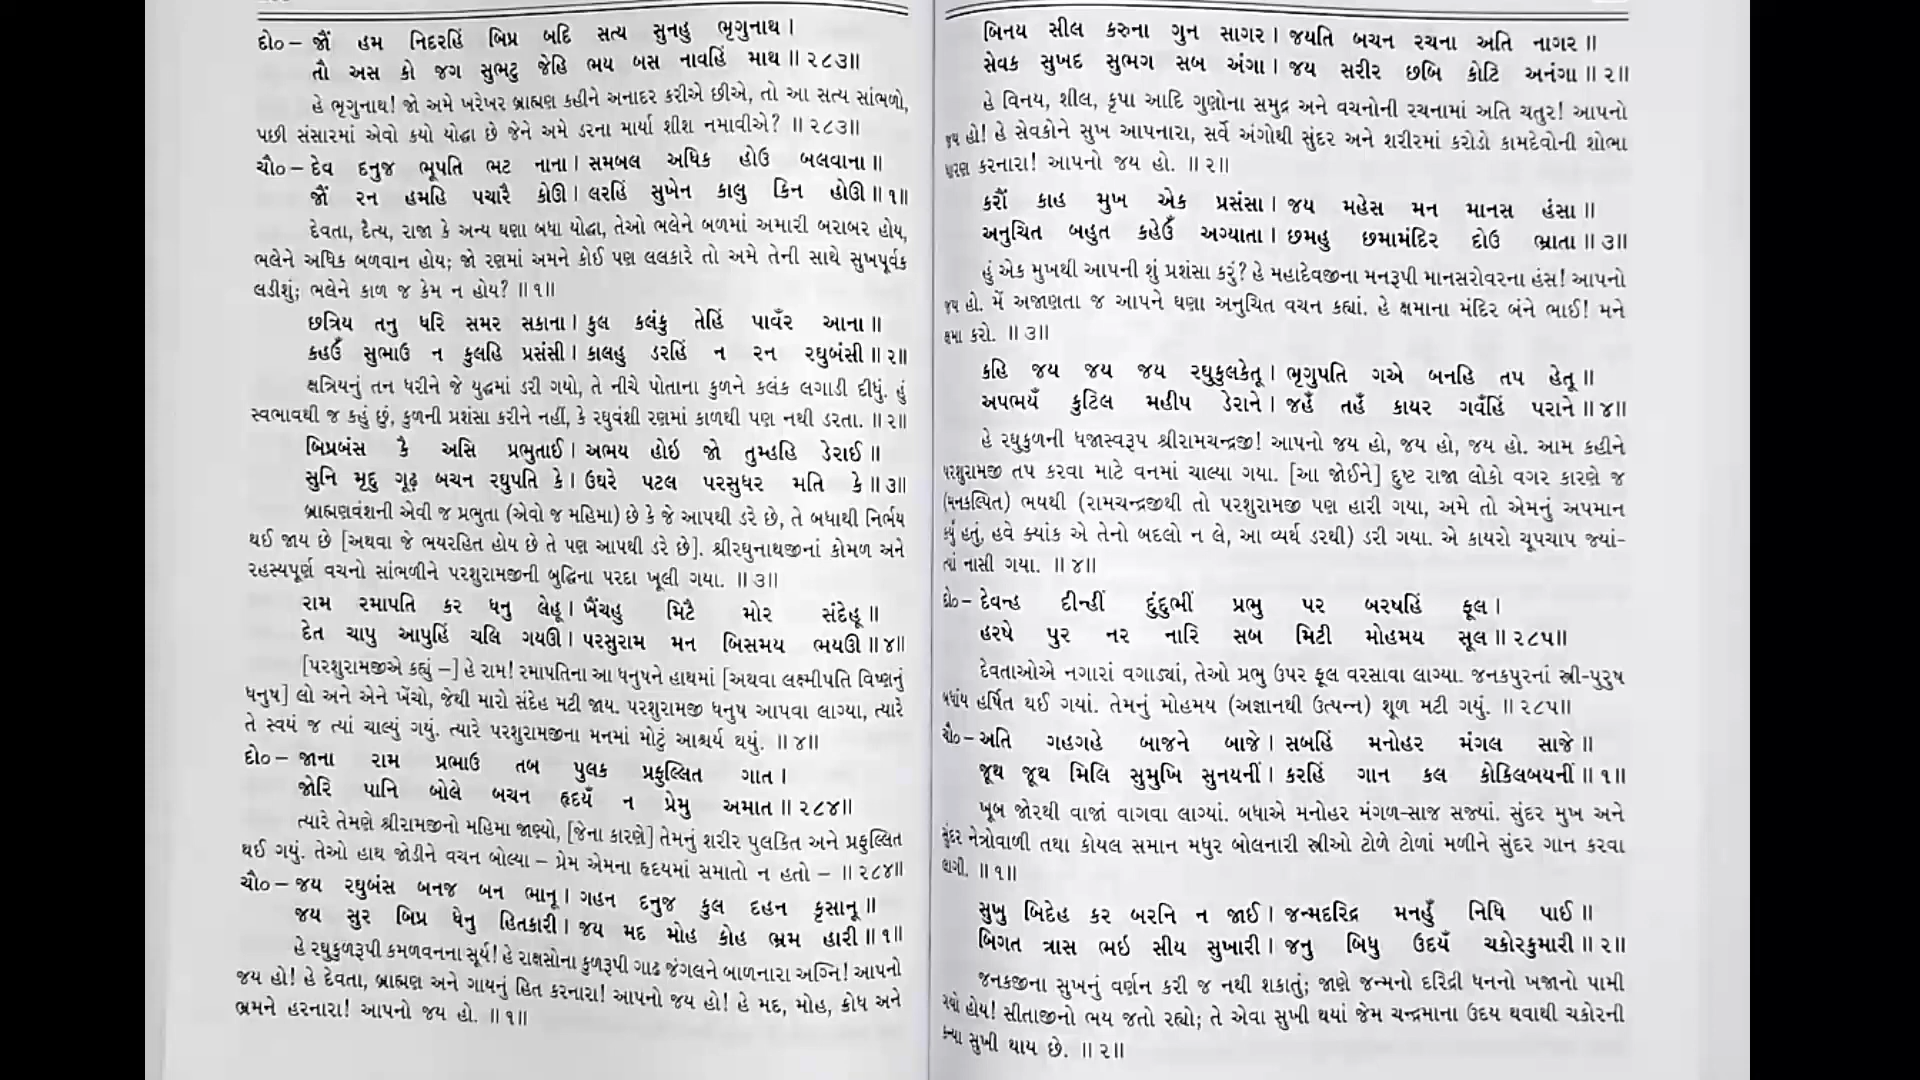 દો૦ – જૌં હમ નિદરહિં બિપ્ર બદિ સત્ય સુનહુ ભૃગુનાથ ।
તૌ અસ કો જગ સુભટુ જેહિ ભય બસ નાવહિં માથ ॥ ૨૮૩॥
હે ભૃગુનાથ! જો અમે ખરેખર બ્રાહ્મણ કહીને અનાદર કરીએ છીએ, તો આ સત્ય સાંભળો,
પછી સંસારમાં એવો કયો યોદ્ધા છે જેને અમે ડરના માર્યા શીશ નમાવીએ? ॥ ૨૮૩॥
ચૌ૦ – દેવ દનુજ ભૂપતિ ભટ નાના। સમબલ અધિક હોઉ બલવાના॥
જૌં રન હમહિ પચારૈ કોઊ। લરહિં સુખેન કાલુ કિન હોઊ॥૧॥
દેવતા, દૈત્ય, રાજા કે અન્ય ઘણા બધા યોદ્ધા, તેઓ ભલેને બળમાં અમારી બરાબર હોય,
ભલેને અધિક બળવાન હોય; જો રણમાં અમને કોઈ પણ લલકારે તો અમે તેની સાથે સુખપૂર્વક
લડીશું; ભલેને કાળ જ કેમ ન હોય? ॥૧॥
છત્રિય તનુ ધરિ સમર સકાના। કુલ કલંકુ તેહિં પાવઁર આના॥
કહઉઁ સુભાઉ ન કુલહિ પ્રસંસી। કાલહુ ડરહિં ન રન રઘુબંસી॥૨॥
ક્ષત્રિયનું તન ધરીને જે યુદ્ધમાં ડરી ગયો, તે નીચે પોતાના કુળને કલંક લગાડી દીધું. હું
સ્વભાવથી જ કહું છું, કુળની પ્રશંસા કરીને નહીં, કે રઘુવંશી રણમાં કાળથી પણ નથી ડરતા. ॥૨॥
બિપ્રબંસ કૈ અસિ પ્રભુતાઈ। અભય હોઇ જો તુમ્હહિ ડેરાઈ॥
સુનિ મૃદુ ગૂઢ઼ બચન રઘુપતિ કે। ઉઘરે પટલ પરસુધર મતિ કે॥૩॥
બ્રાહ્મણવંશની એવી જ પ્રભુતા (એવો જ મહિમા) છે કે જે આપથી ડરે છે, તે બધાથી નિર્ભય
થઈ જાય છે [અથવા જે ભયરહિત હોય છે તે પણ આપથી ડરે છે]. શ્રીરઘુનાથજીનાં કોમળ અને
રહસ્યપૂર્ણ વચનો સાંભળીને પરશુરામજીની બુદ્ધિના પરદા ખૂલી ગયા. ॥૩॥
રામ રમાપતિ કર ધનુ લેહૂ। ખૈંચહુ મિટૈ મોર સંદેહૂ॥
દેત ચાપુ આપુહિં ચલિ ગયઊ। પરસુરામ મન બિસમય ભયઊ॥૪॥
[પરશુરામજીએ કહ્યું –] હે રામ! રમાપતિના આ ધનુષને હાથમાં [અથવા લક્ષ્મીપતિ વિષ્ણનું
ધનુષ] લો અને એને ખેંચો, જેથી મારો સંદેહ મટી જાય. પરશુરામજી ધનુષ આપવા લાગ્યા, ત્યારે
તે સ્વયં જ ત્યાં ચાલ્યું ગયું. ત્યારે પરશુરામજીના મનમાં મોટું આશ્ચર્ય થયું. ॥૪॥
દો૦ – જાના રામ પ્રભાઉ તબ પુલક પ્રફુલ્લિત ગાત।
જોરિ પાનિ બોલે બચન હૃદયઁ ન પ્રેમુ અમાત॥ ૨૮૪॥
ત્યારે તેમણે શ્રીરામજીનો મહિમા જાણ્યો, [જેના કારણે] તેમનું શરીર પુલકિત અને પ્રફુલ્લિત
થઈ ગયું. તેઓ હાથ જોડીને વચન બોલ્યા – પ્રેમ એમના હૃદયમાં સમાતો ન હતો – ॥૨૮૪॥
ચૌ૦ – જય રઘુબંસ બનજ બન ભાનૂ। ગહન દનુજ કુલ દહન કૃસાનૂ॥
જય સુર બિપ્ર ધેનુ હિતકારી। જય મદ મોહ કોહ ભ્રમ હારી॥૧॥
હે રઘુકુળરૂપી કમળવનના સૂર્ય! હે રાક્ષસોના કુળરૂપી ગાઢ જંગલને બાળનારા અગ્નિ! આપનો
જય હો! હે દેવતા, બ્રાહ્મણ અને ગાયનું હિત કરનારા! આપનો જય હો! હે મદ, મોહ, ક્રોધ અને
ભ્રમને હરનારા! આપનો જય હો. ॥૧॥
બિનય સીલ કરુના ગુન સાગર। જયતિ બચન રચના અતિ નાગર॥
સેવક સુખદ સુભગ સબ અંગા। જય સરીર છબિ કોટિ અનંગા॥૨॥
હે વિનય, શીલ, કૃપા આદિ ગુણોના સમુદ્ર અને વચનોની રચનામાં અતિ ચતુર! આપનો
જય હો! હે સેવકોને સુખ આપનારા, સર્વે અંગોથી સુંદર અને શરીરમાં કરોડો કામદેવોની શોભા
ધારણ કરનારા! આપનો જય હો. ॥૨॥
કરૌં કાહ મુખ એક પ્રસંસા। જય મહેસ મન માનસ હંસા॥
અનુચિત બહુત કહેઉઁ અગ્યાતા। છમહુ છમામંદિર દોઉ ભ્રાતા॥૩॥
હું એક મુખથી આપની શું પ્રશંસા કરું? હે મહાદેવજીના મનરૂપી માનસરોવરના હંસ! આપનો
જય હો. મેં અજાણતા જ આપને ઘણા અનુચિત વચન કહ્યાં. હે ક્ષમાના મંદિર બંને ભાઈ! મને
ક્ષમા કરો. ॥૩॥
કહિ જય જય જય રઘુકુલકેતૂ। ભૃગુપતિ ગએ બનહિ તપ હેતૂ॥
અપભયઁ કુટિલ મહીપ ડેરાને। જહઁ તહઁ કાયર ગવઁહિં પરાને॥૪॥
હે રઘુકુળની ધજાસ્વરૂપ શ્રીરામચન્દ્રજી! આપનો જય હો, જય હો, જય હો. આમ કહીને
પરશુરામજી તપ કરવા માટે વનમાં ચાલ્યા ગયા. [આ જોઈને] દુષ્ટ રાજા લોકો વગર કારણે જ
(મનકલ્પિત) ભયથી (રામચન્દ્રજીથી તો પરશુરામજી પણ હારી ગયા, અમે તો એમનું અપમાન
કર્યું હતું, હવે ક્યાંક એ તેનો બદલો ન લે, આ વ્યર્થ ડરથી) ડરી ગયા. એ કાયરો ચૂપચાપ જ્યાં-
ત્યાં નાસી ગયા. ॥૪॥
દો૦ – દેવન્હ દીન્હીં દુંદુભીં પ્રભુ પર બરષહિં ફૂલ।
હરષે પુર નર નારિ સબ મિટી મોહમય સૂલ॥ ૨૮૫॥
દેવતાઓએ નગારાં વગાડ્યાં, તેઓ પ્રભુ ઉપર ફૂલ વરસાવા લાગ્યા. જનકપુરનાં સ્ત્રી-પુરુષ
બધાંય હર્ષિત થઈ ગયાં. તેમનું મોહમય (અજ્ઞાનથી ઉત્પન્ન) શૂળ મટી ગયું. ॥૨૮૫॥
ચૌ૦ – અતિ ગહગહે બાજને બાજે। સબહિં મનોહર મંગલ સાજે॥
જૂથ જૂથ મિલિ સુમુખિ સુનયનીં। કરહિં ગાન કલ કોકિલબયનીં॥૧॥
ખૂબ જોરથી વાજાં વાગવા લાગ્યાં. બધાએ મનોહર મંગળ-સાજ સજ્યાં. સુંદર મુખ અને
સુંદર નેત્રોવાળી તથા કોયલ સમાન મધુર બોલનારી સ્ત્રીઓ ટોળે ટોળાં મળીને સુંદર ગાન કરવા
લાગી. ॥૧॥
સુખુ બિદેહ કર બરનિ ન જાઈ। જન્મદરિદ્ર મનહુઁ નિધિ પાઈ॥
બિગત ત્રાસ ભઇ સીય સુખારી। જનુ બિધુ ઉદયઁ ચકોરકુમારી॥૨॥
જનકજીના સુખનું વર્ણન કરી જ નથી શકાતું; જાણે જન્મનો દરિદ્રી ધનનો ખજાનો પામી
ગયો હોય! સીતાજીનો ભય જતો રહ્યો; તે એવા સુખી થયાં જેમ ચન્દ્રમાના ઉદય થવાથી ચકોરની
કન્યા સુખી થાય છે. ॥૨॥